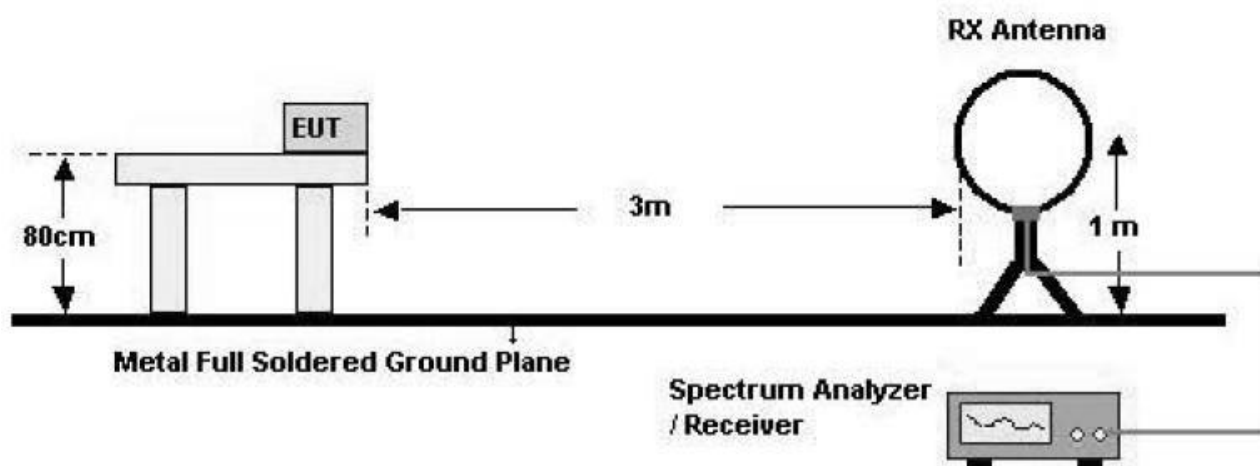 RX Antenna
EUT
3m
80cm
1 m
Metal Full Soldered Ground Plane
Spectrum Analyzer
/ Receiver